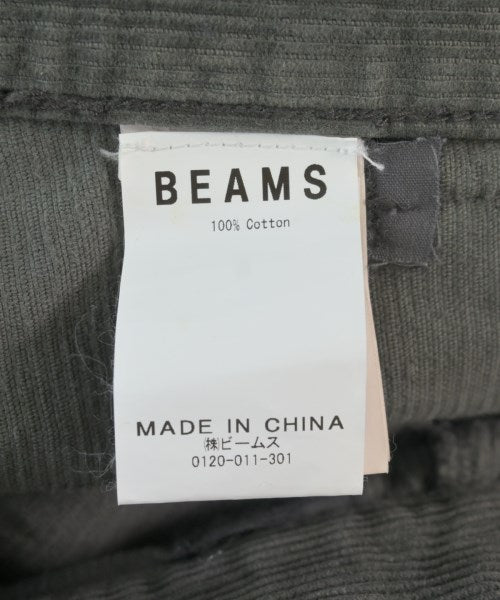 BEAMS
100% Cotton
MADE IN CHINA
㈱ビームス
0120-011-301